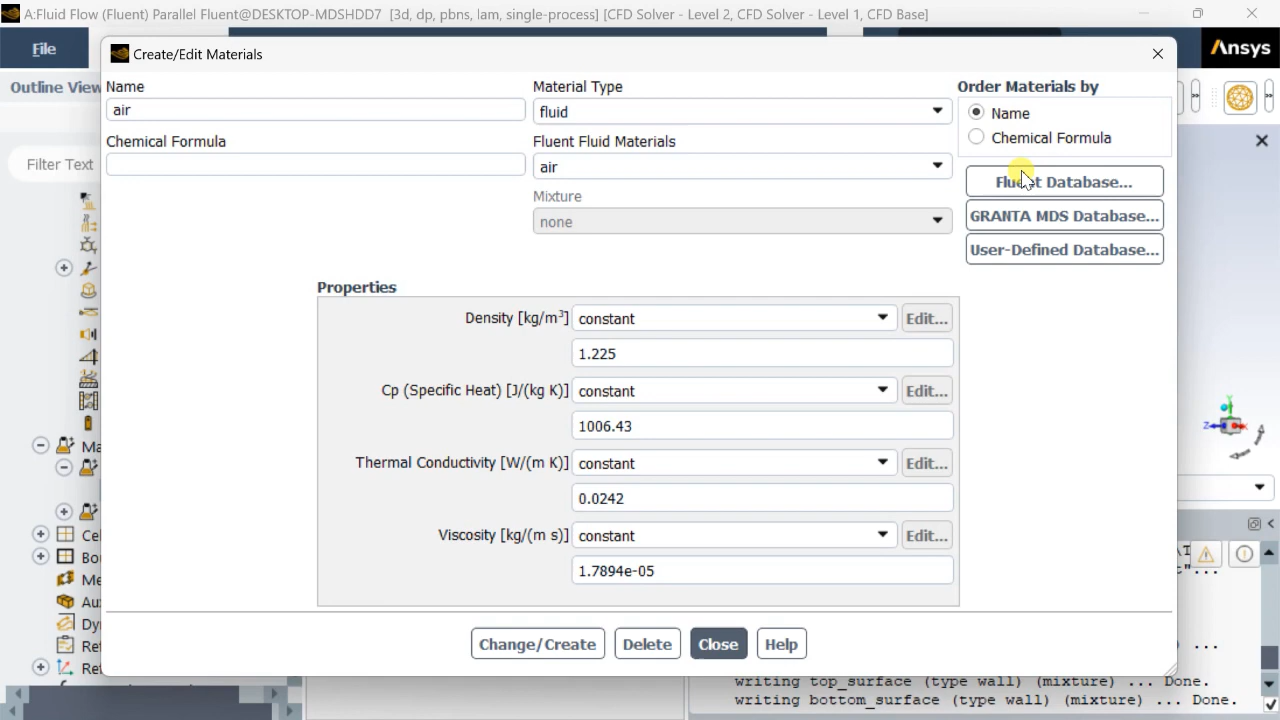 A:Fluid Flow (Fluent) Parallel Fluent@DESKTOP-MDSHDD7 [3d, dp, pbns, lam, single-process] [CFD Solver - Level 2, CFD Solver - Level 1, CFD Base]
File
Ansys
Create/Edit Materials
Outline View
Filter Text
Name
air
Chemical Formula
Material Type
fluid
Fluent Fluid Materials
air
Mixture
none
Order Materials by
Name
Chemical Formula
Fluent Database...
GRANTA MDS Database...
User-Defined Database...
Properties
Density [kg/m³] constant Edit...
1.225
Cp (Specific Heat) [J/(kg K)] constant Edit...
1006.43
Thermal Conductivity [W/(m K)] constant Edit...
0.0242
Viscosity [kg/(m s)] constant Edit...
1.7894e-05
Change/Create Delete Close Help
writing top_surface (type wall) (mixture) ... Done.
writing bottom_surface (type wall) (mixture) ... Done.